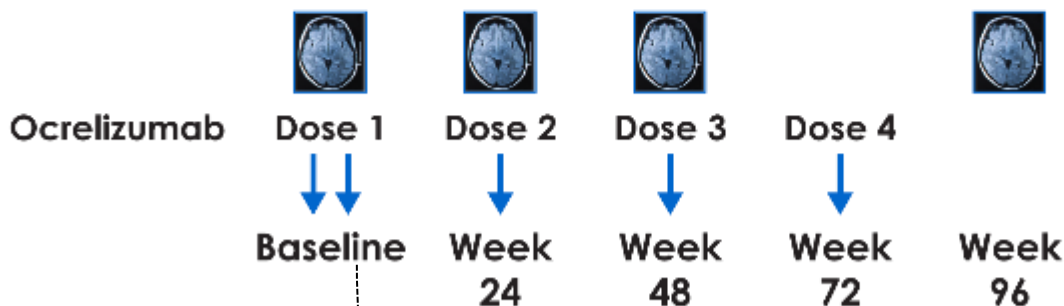 Ocrelizumab Dose 1 Dose 2 Dose 3 Dose 4
Baseline Week Week Week Week
24 48 72 96